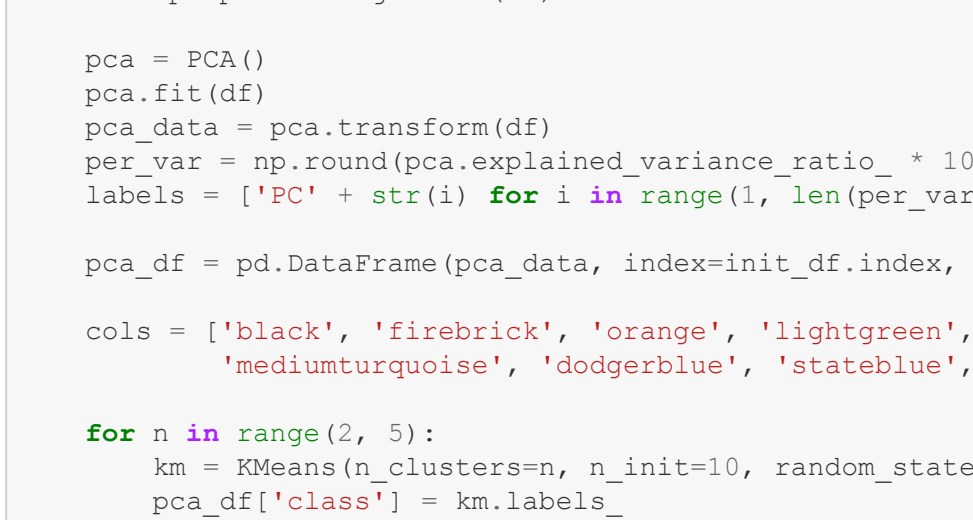 pca = PCA()
pca.fit(df)
pca_data = pca.transform(df)
per_var = np.round(pca.explained_variance_ratio_ * 10
labels = ['PC' + str(i) for i in range(1, len(per_var
pca_df = pd.DataFrame(pca_data, index=init_df.index,
cols = ['black', 'firebrick', 'orange', 'lightgreen',
'mediumturquoise', 'dodgerblue', 'stateblue',
for n in range(2, 5):
km = KMeans(n_clusters=n, n_init=10, random_state
pca_df['class'] = km.labels_